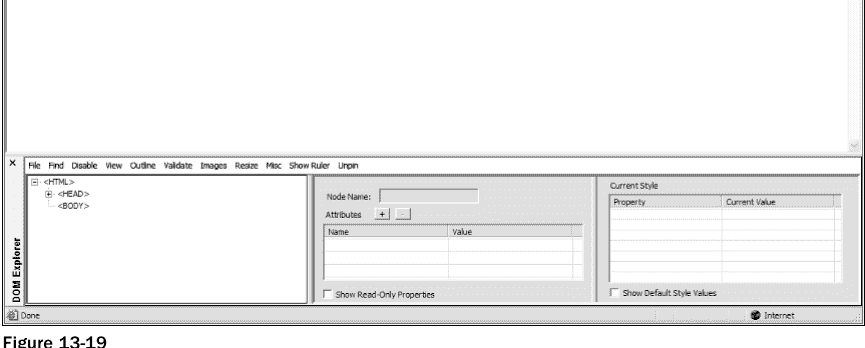 × File Find Disable View Outline Validate Images Resize Misc Show Ruler Unpin
<HTML>
<HEAD>
<BODY>
DOM Explorer
Node Name:
Attributes + -
Name Value
Show Read-Only Properties
Current Style
Property Current Value
Show Default Style Values
Done Internet
Figure 13-19